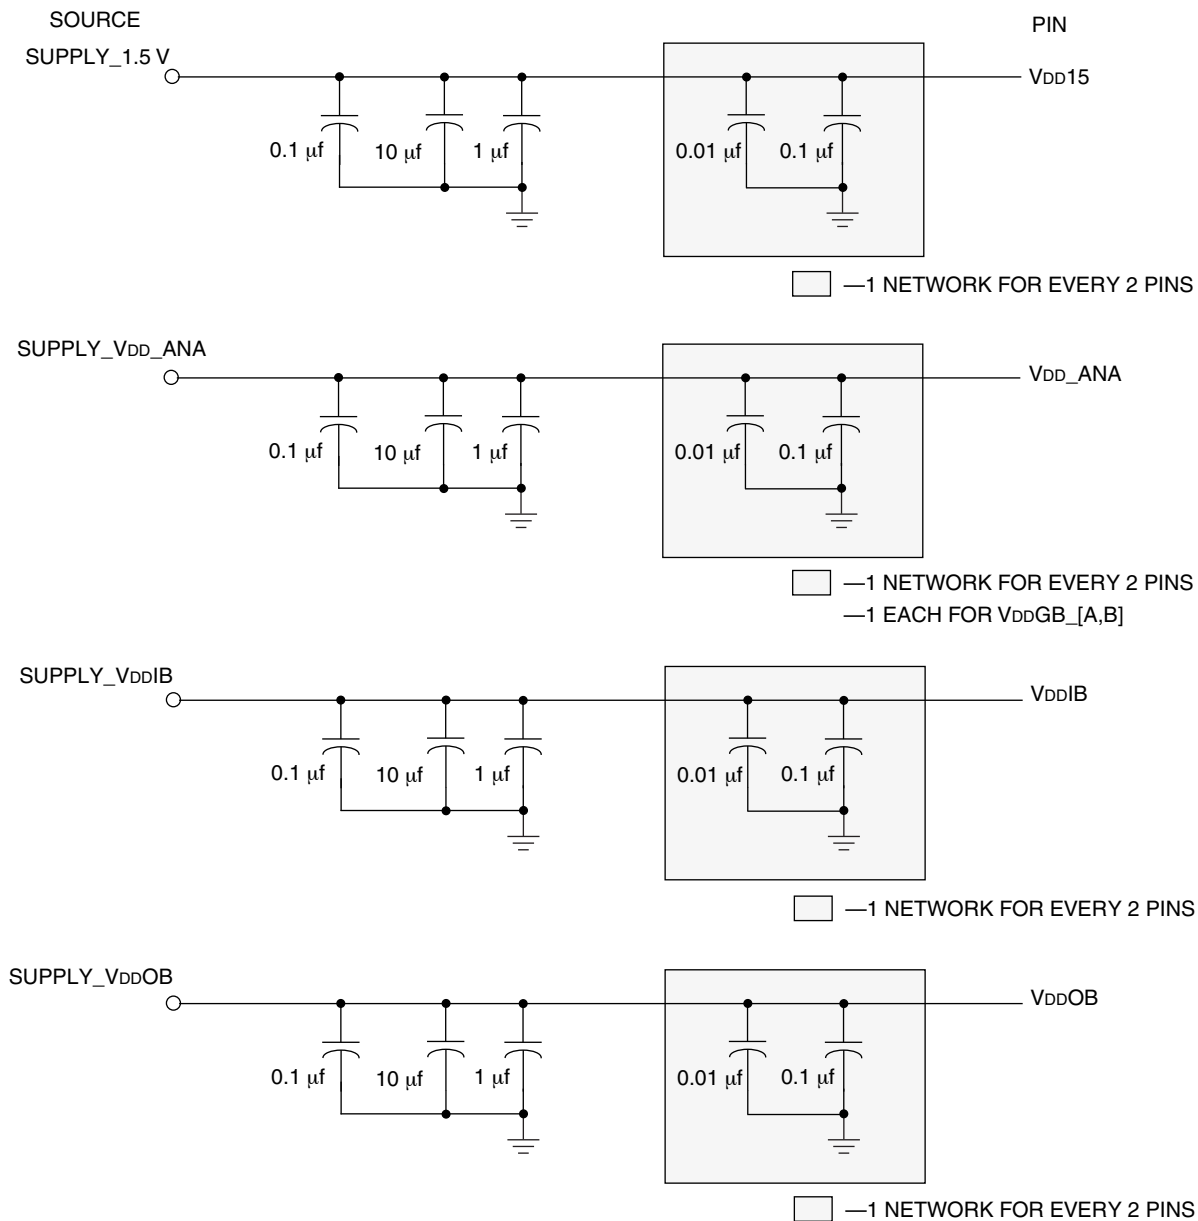 SOURCE
PIN
SUPPLY_1.5 V
VDD15
0.1 μf
10 μf
1 μf
0.01 μf
0.1 μf
—1 NETWORK FOR EVERY 2 PINS
SUPPLY_VDD_ANA
VDD_ANA
0.1 μf
10 μf
1 μf
0.01 μf
0.1 μf
—1 NETWORK FOR EVERY 2 PINS
—1 EACH FOR VDDGB_[A,B]
SUPPLY_VDDIB
VDDIB
0.1 μf
10 μf
1 μf
0.01 μf
0.1 μf
—1 NETWORK FOR EVERY 2 PINS
SUPPLY_VDDOB
VDDOB
0.1 μf
10 μf
1 μf
0.01 μf
0.1 μf
—1 NETWORK FOR EVERY 2 PINS